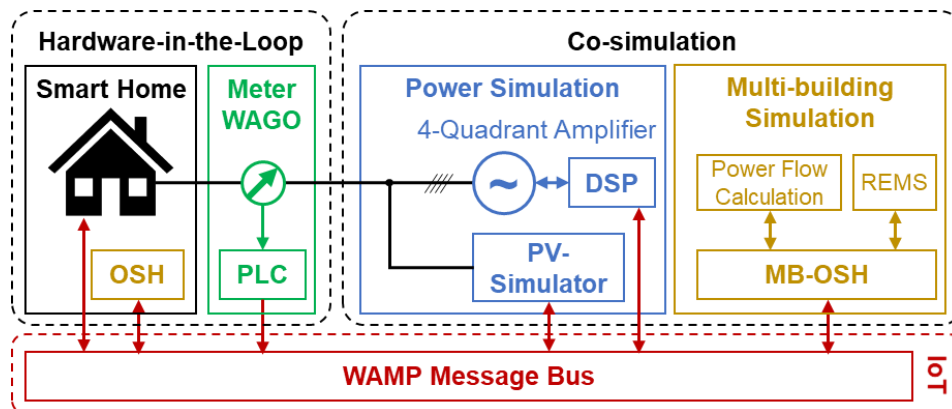 Hardware-in-the-Loop
Co-simulation
Smart Home
Meter
WAGO
Power Simulation
4-Quadrant Amplifier
Multi-building
Simulation
~
DSP
Power Flow
Calculation
REMS
OSH
PLC
PV-
Simulator
MB-OSH
WAMP Message Bus
IoT